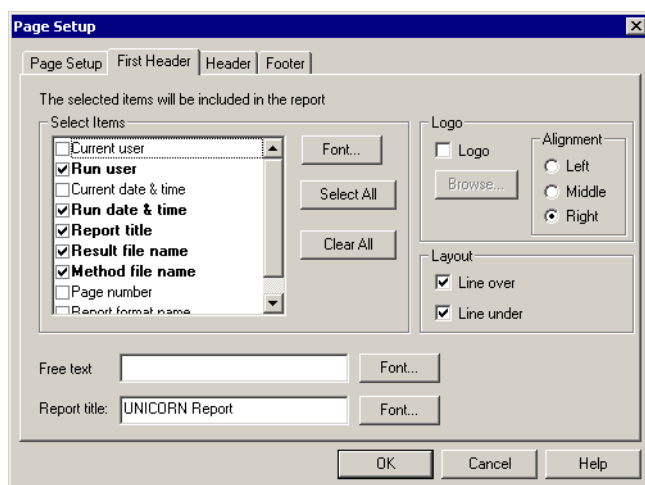 Page Setup
Page Setup First Header Header Footer
The selected items will be included in the report
Select Items
Current user
Run user
Current date & time
Run date & time
Report title
Result file name
Method file name
Page number
Report format name
Font...
Select All
Clear All
Logo
Logo
Browse...
Alignment
Left
Middle
Right
Layout
Line over
Line under
Free text
Font...
Report title: UNICORN Report
Font...
OK Cancel Help